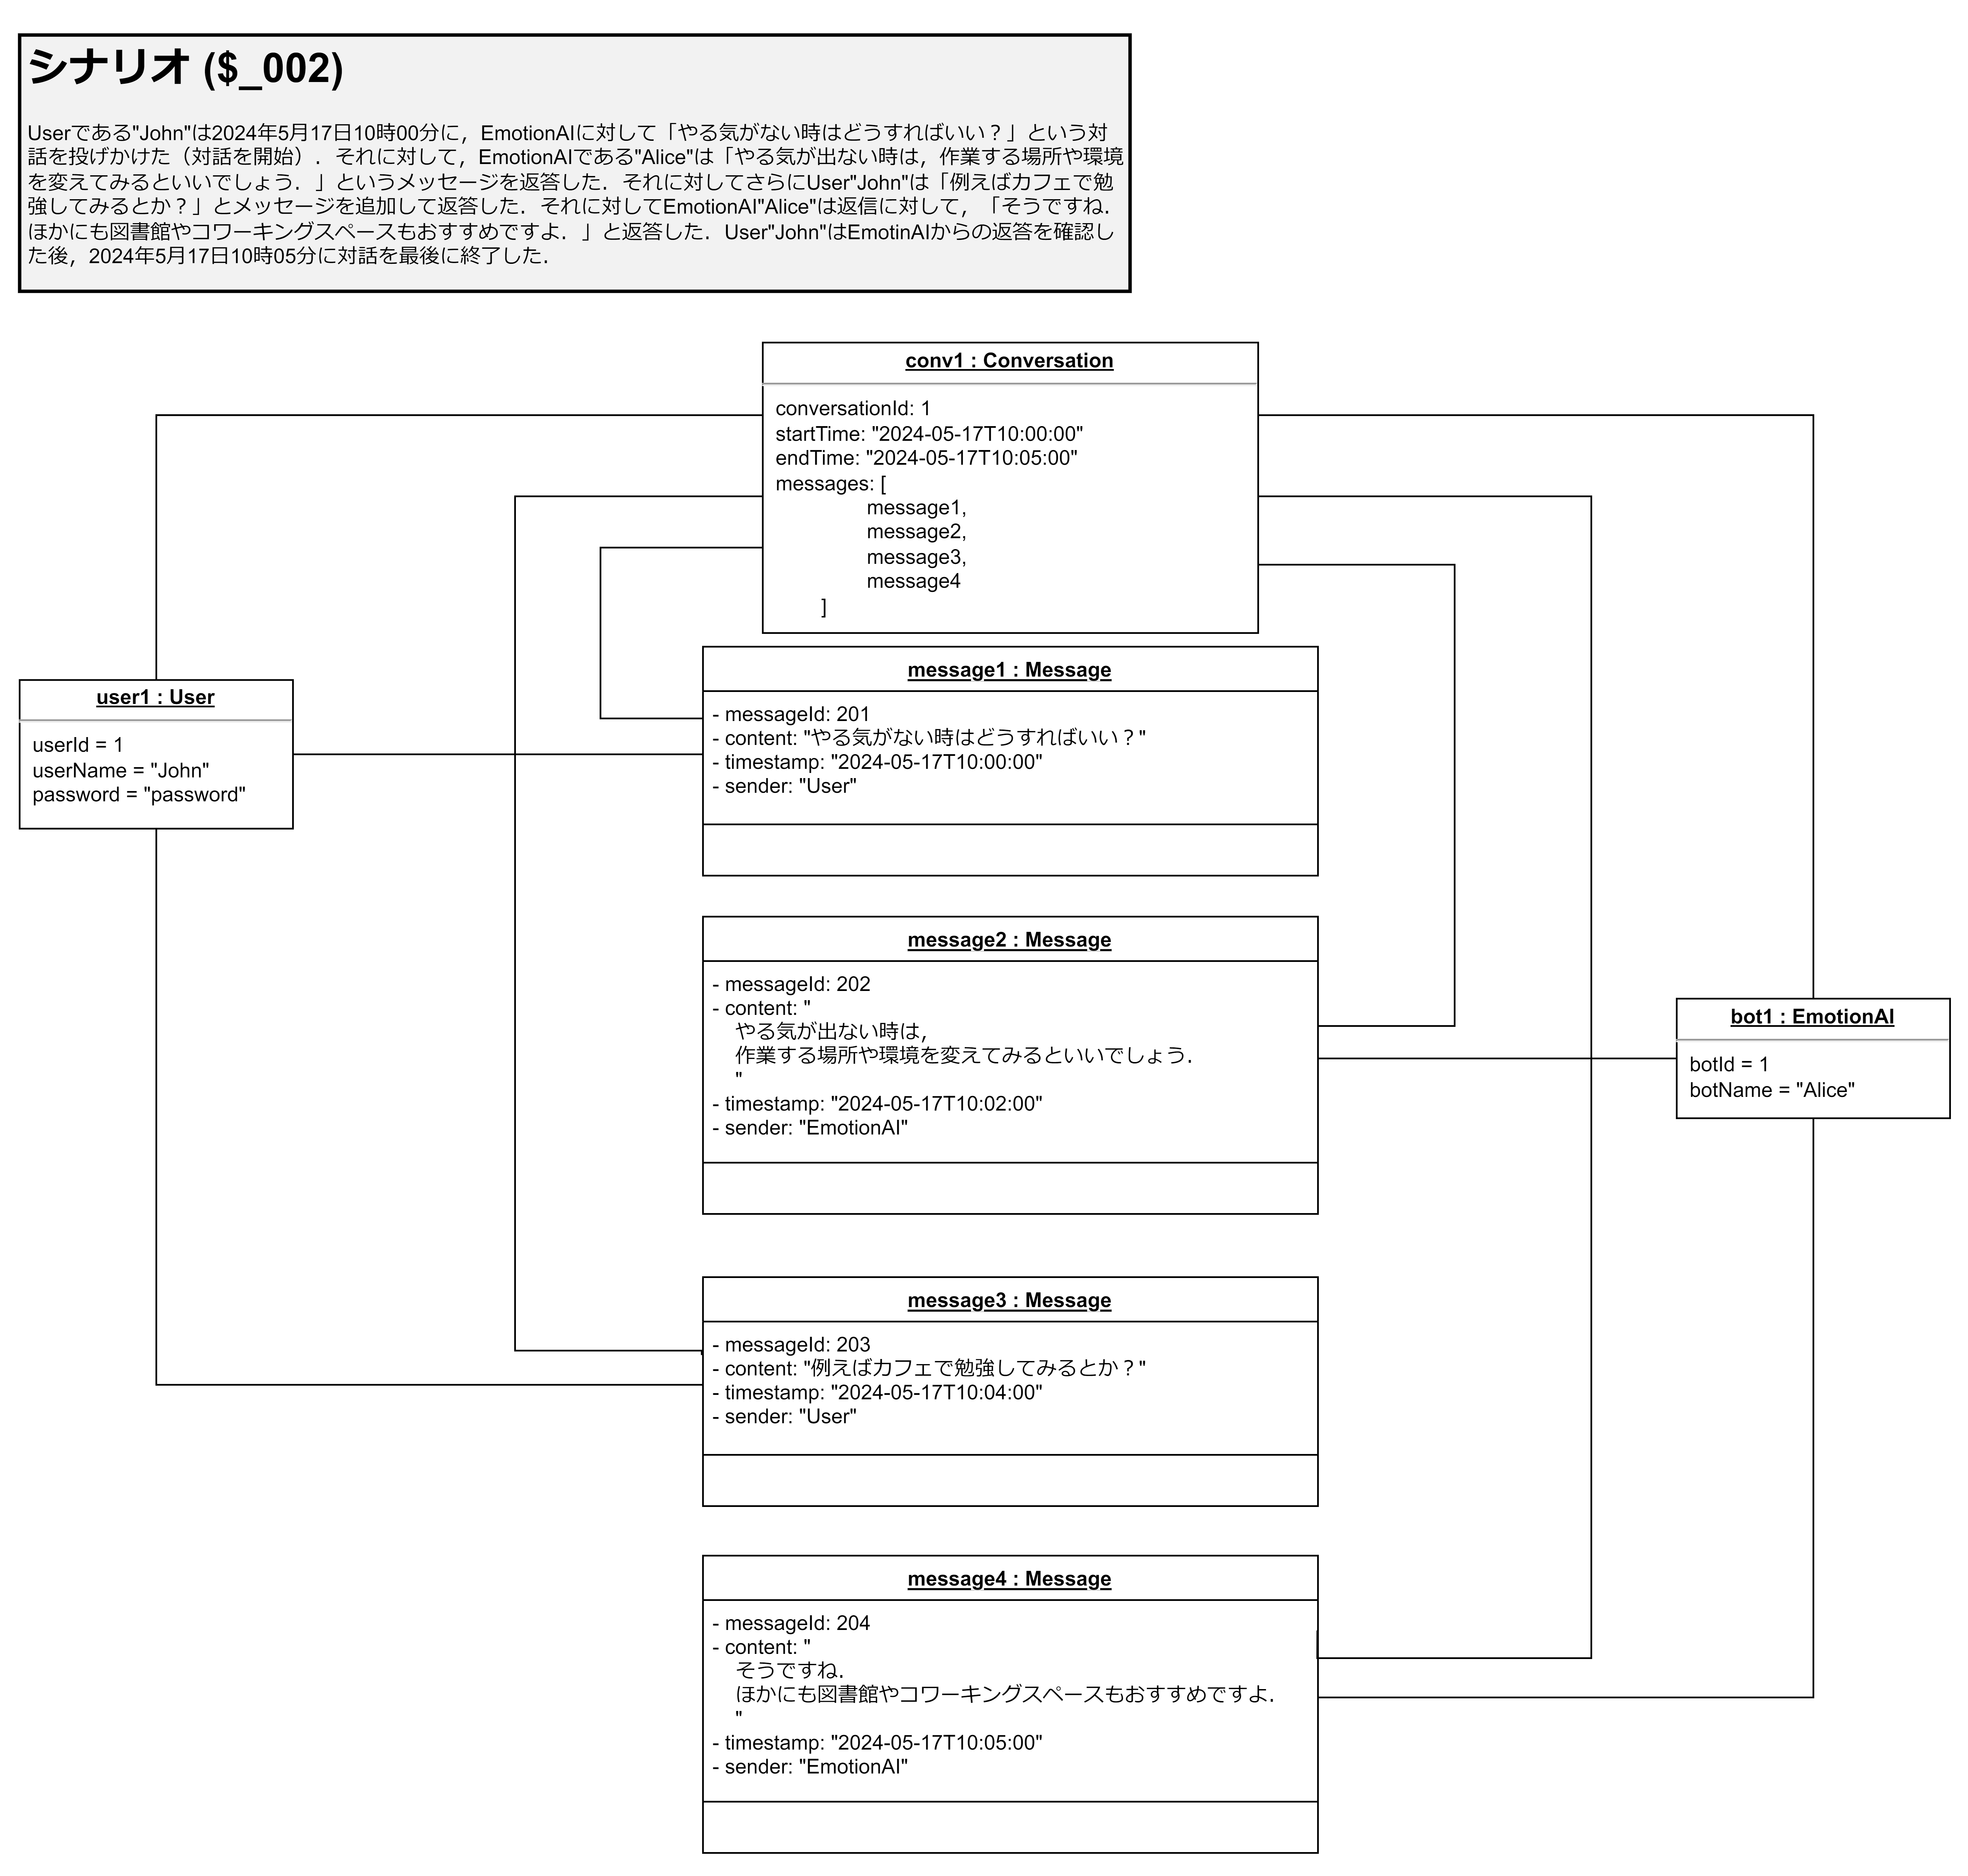 シナリオ ($_002)
Userである"John"は2024年5月17日10時00分に，EmotionAIに対して「やる気がない時はどうすればいい？」という対
話を投げかけた（対話を開始）．それに対して，EmotionAIである"Alice"は「やる気が出ない時は，作業する場所や環境
を変えてみるといいでしょう．」というメッセージを返答した．それに対してさらにUser"John"は「例えばカフェで勉
強してみるとか？」とメッセージを追加して返答した．それに対してEmotionAI"Alice"は返信に対して，「そうですね．
ほかにも図書館やコワーキングスペースもおすすめですよ．」と返答した．User"John"はEmotinAIからの返答を確認し
た後，2024年5月17日10時05分に対話を最後に終了した．
conv1 : Conversation
conversationId: 1
startTime: "2024-05-17T10:00:00"
endTime: "2024-05-17T10:05:00"
messages: [
message1,
message2,
message3,
message4
]
user1 : User
userId = 1
userName = "John"
password = "password"
message1 : Message
- messageId: 201
- content: "やる気がない時はどうすればいい？"
- timestamp: "2024-05-17T10:00:00"
- sender: "User"
message2 : Message
- messageId: 202
- content: "
やる気が出ない時は，
作業する場所や環境を変えてみるといいでしょう．
"
- timestamp: "2024-05-17T10:02:00"
- sender: "EmotionAI"
bot1 : EmotionAI
botId = 1
botName = "Alice"
message3 : Message
- messageId: 203
- content: "例えばカフェで勉強してみるとか？"
- timestamp: "2024-05-17T10:04:00"
- sender: "User"
message4 : Message
- messageId: 204
- content: "
そうですね．
ほかにも図書館やコワーキングスペースもおすすめですよ．
"
- timestamp: "2024-05-17T10:05:00"
- sender: "EmotionAI"